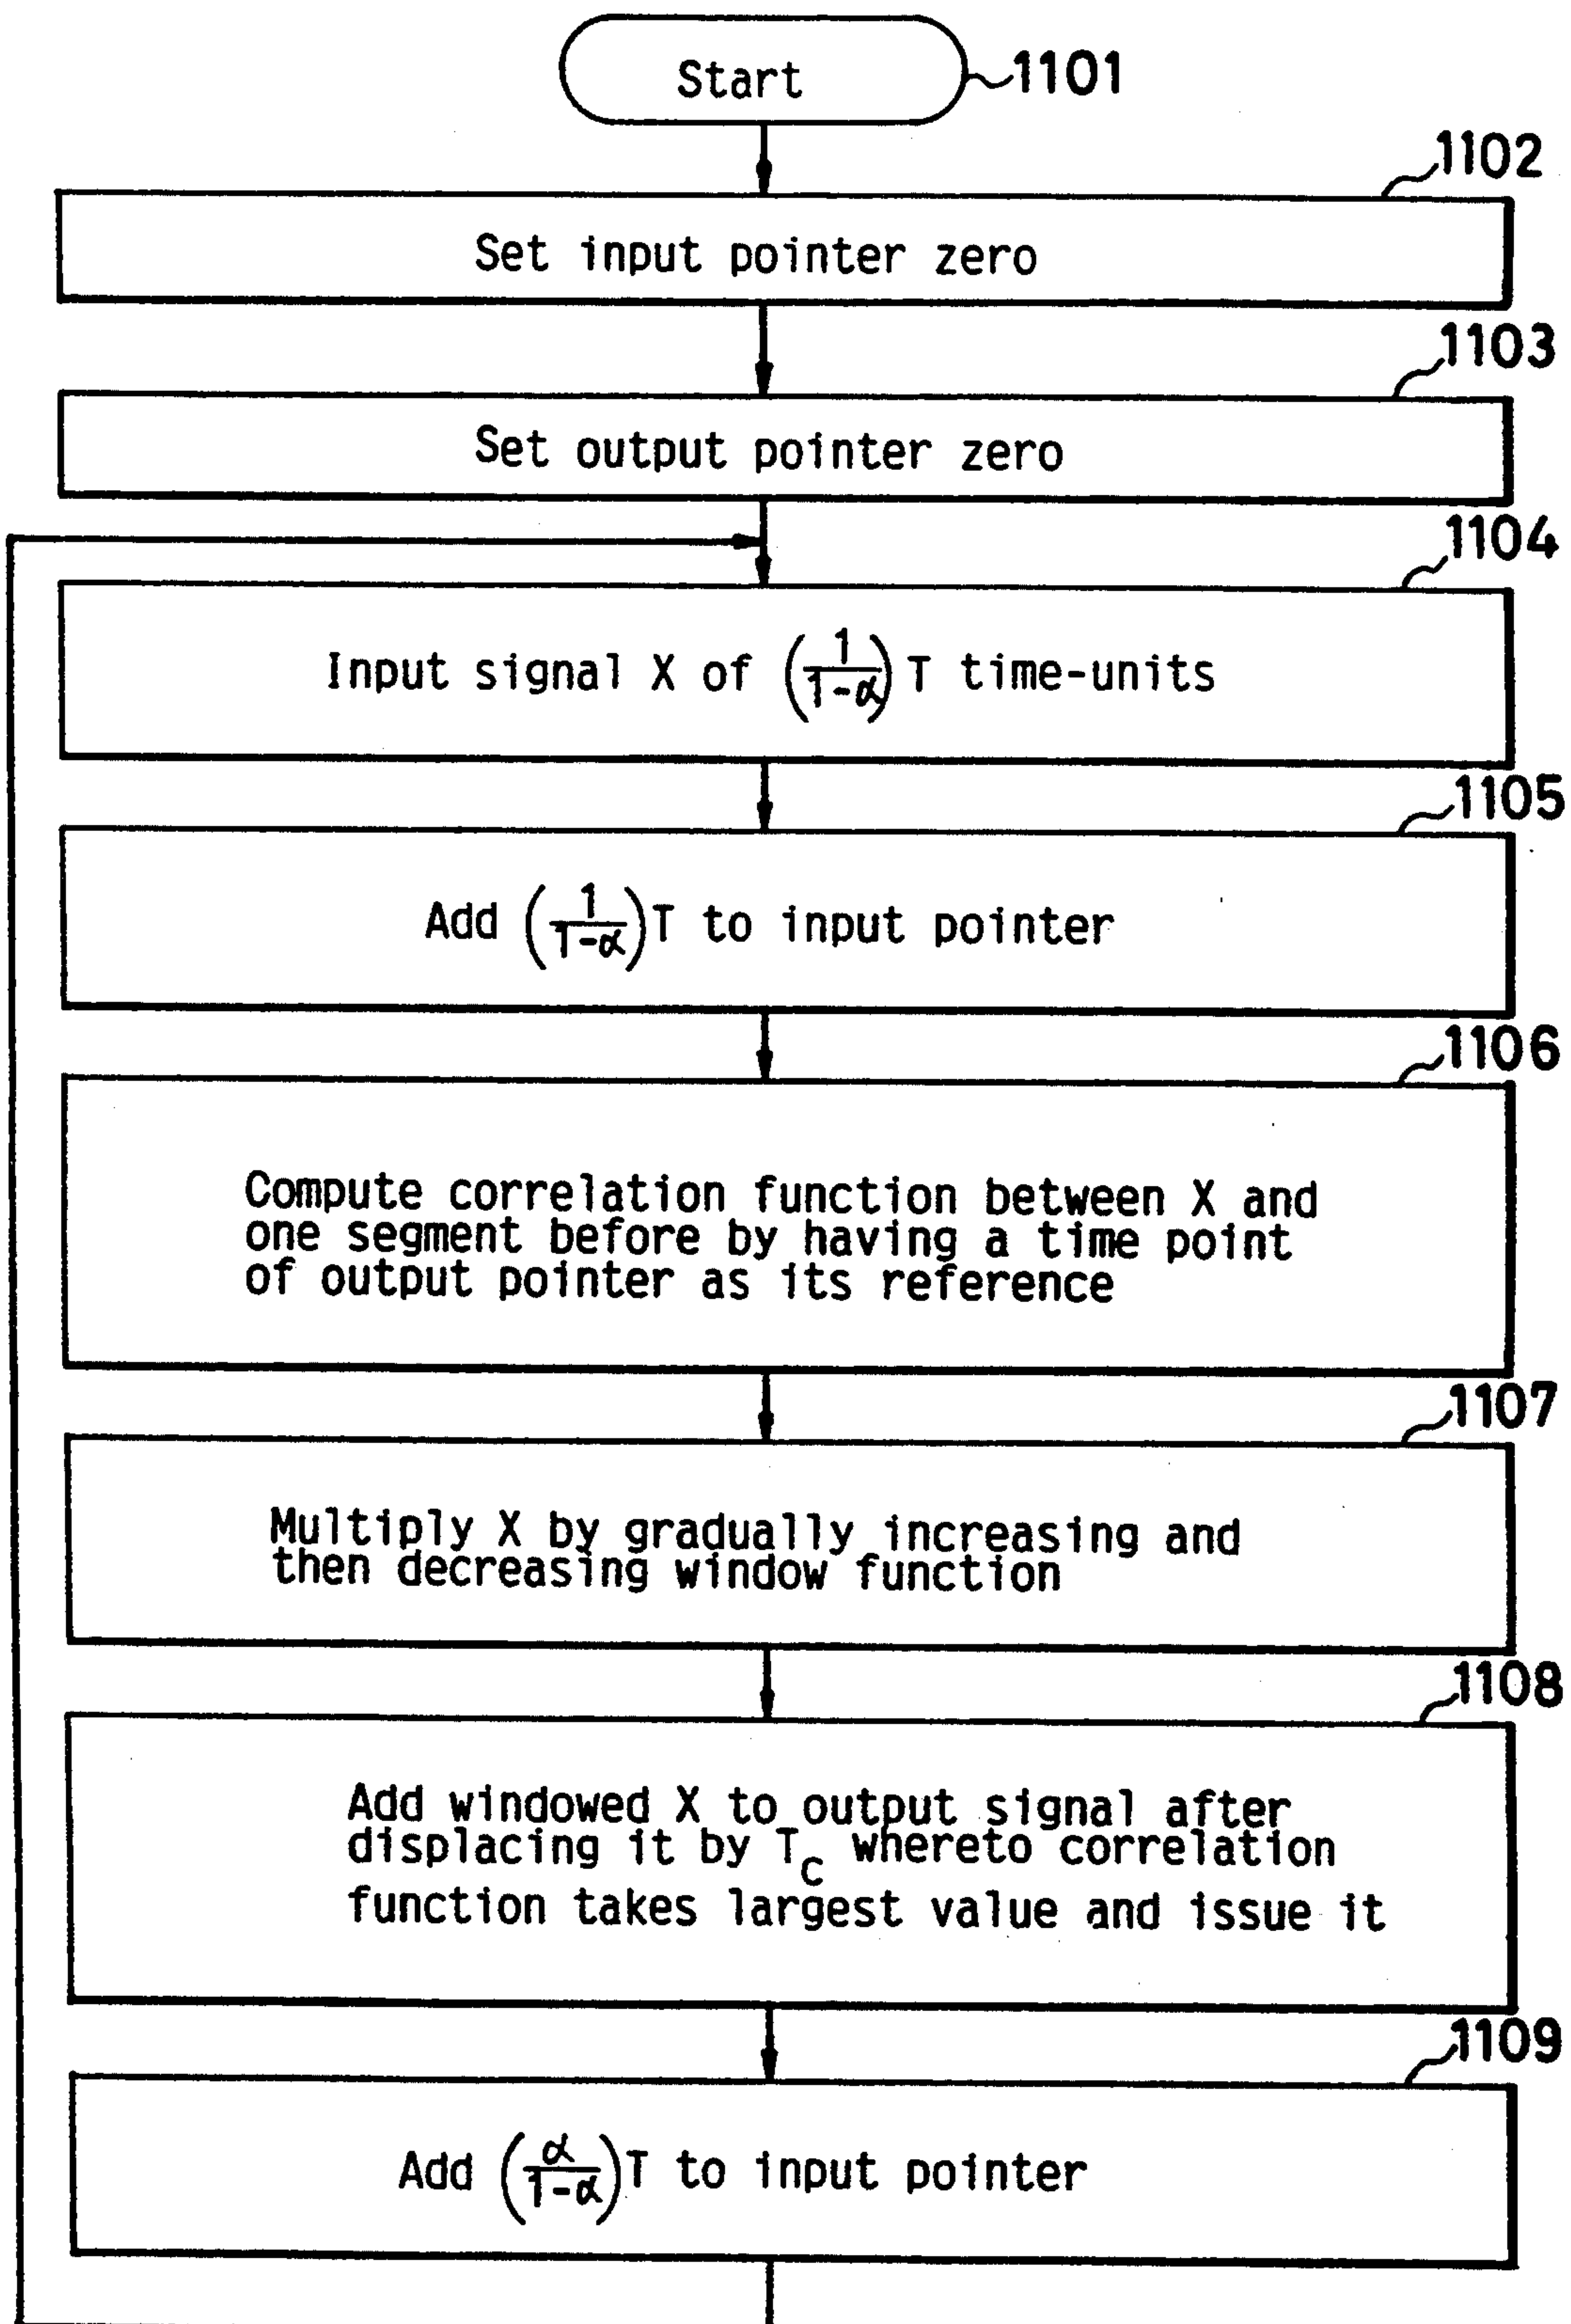 Start
1101
1102
Set input pointer zero
1103
Set output pointer zero
1104
Input signal X of (1/(1-α)) T time-units
1105
Add (1/(1-α))T to input pointer
1106
Compute correlation function between X and
one segment before by having a time point
of output pointer as its reference
1107
Multiply X by gradually increasing and
then decreasing window function
1108
Add windowed X to output signal after
displacing it by Tc whereto correlation
function takes largest value and issue it
1109
Add (α/(1-α))T to input pointer